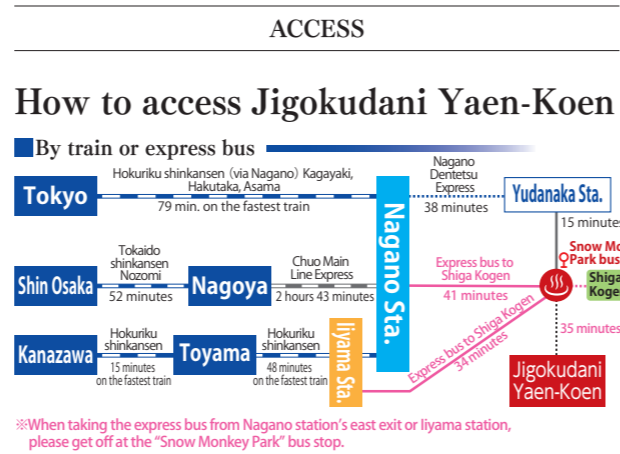 ACCESS
How to access Jigokudani Yaen-Koen
By train or express bus
Hokuriku shinkansen (via Nagano) Kagayaki,
Hakutaka, Asama
Tokyo
79 min. on the fastest train
Nagano
Dentetsu
Express
38 minutes
Yudanaka Sta.
15 minutes
Nagano Sta.
Snow Mo
Park bus
Shin Osaka
Tokaido
shinkansen
Nozomi
52 minutes
Nagoya
Chuo Main
Line Express
2 hours 43 minutes
Express bus to
Shiga Kogen
41 minutes
Shiga
Koge
Kanazawa
Hokuriku
shinkansen
15 minutes
on the fastest train
Toyama
Hokuriku
shinkansen
48 minutes
on the fastest train
Iiyama Sta.
Express bus to Shiga Kogen
34 minutes
35 minutes
Jigokudani
Yaen-Koen
※When taking the express bus from Nagano station's east exit or Iiyama station,
please get off at the “Snow Monkey Park” bus stop.